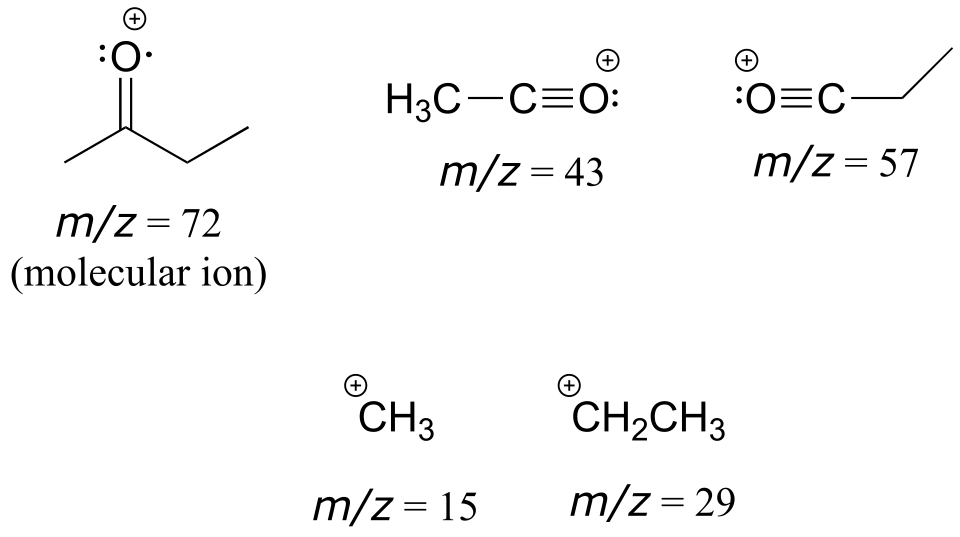 ⊕
:O·
m/z = 72
(molecular ion)
⊕
H₃C—C≡O:
m/z = 43
⊕
:O≡C
m/z = 57
⊕
CH₃
m/z = 15
⊕
CH₂CH₃
m/z = 29